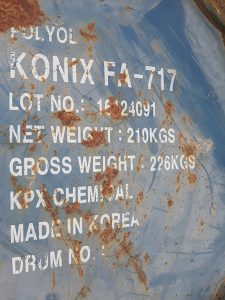 POLYOL
KONIX FA-717
LOT NO.: 16124091
NET WEIGHT : 210KGS
GROSS WEIGHT : 226KGS
KPX CHEMICAL
MADE IN KOREA
DRUM NO.